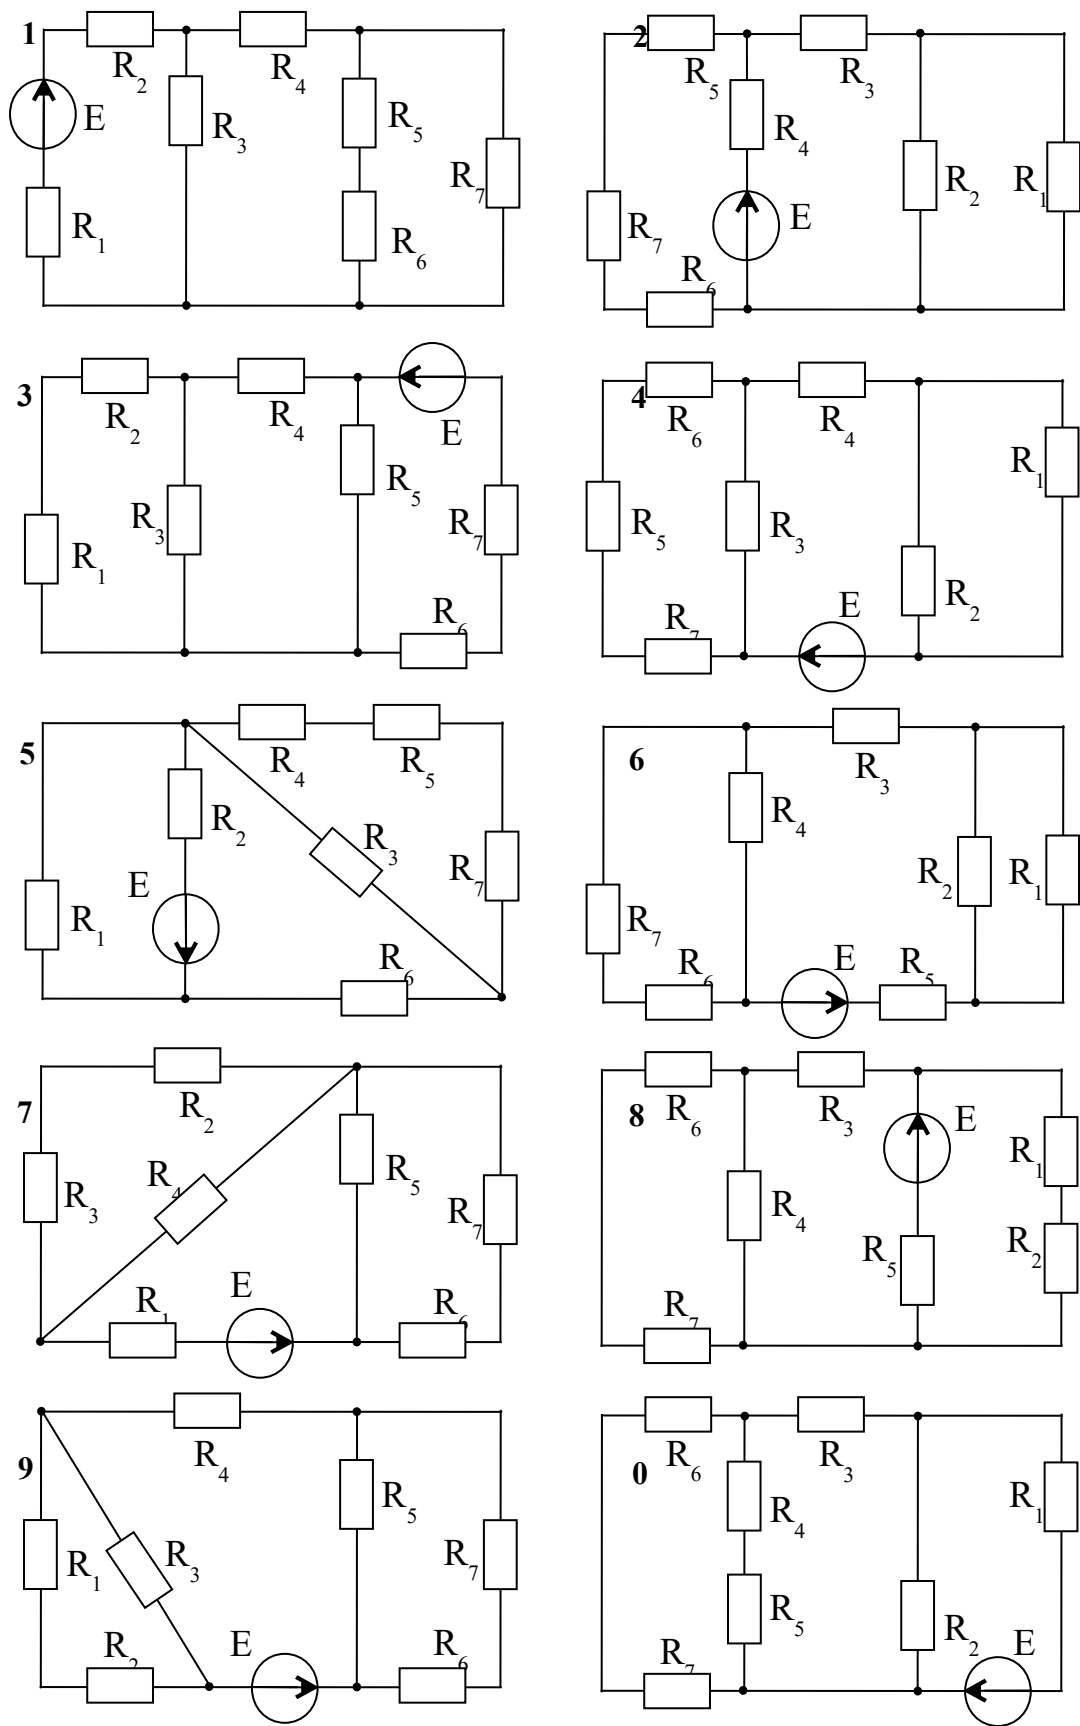 1 R2 R4 E R3 R5 R7 R1 R6
2 R5 R3 R4 R2 R1 E R7 R6
3 R2 R4 E R5 R3 R7 R1 R6
4 R6 R4 R1 R5 R3 E R2 R7
5 R4 R5 R2 R3 R7 E R1 R6
6 R3 R4 R2 R1 R7 R6 E R5
7 R2 R4 R5 R3 R7 R1 E R6
8 R6 R3 E R1 R4 R5 R2 R7
9 R4 R5 R1 R3 R7 R2 E R6
0 R6 R3 R1 R4 R5 R2 E R7